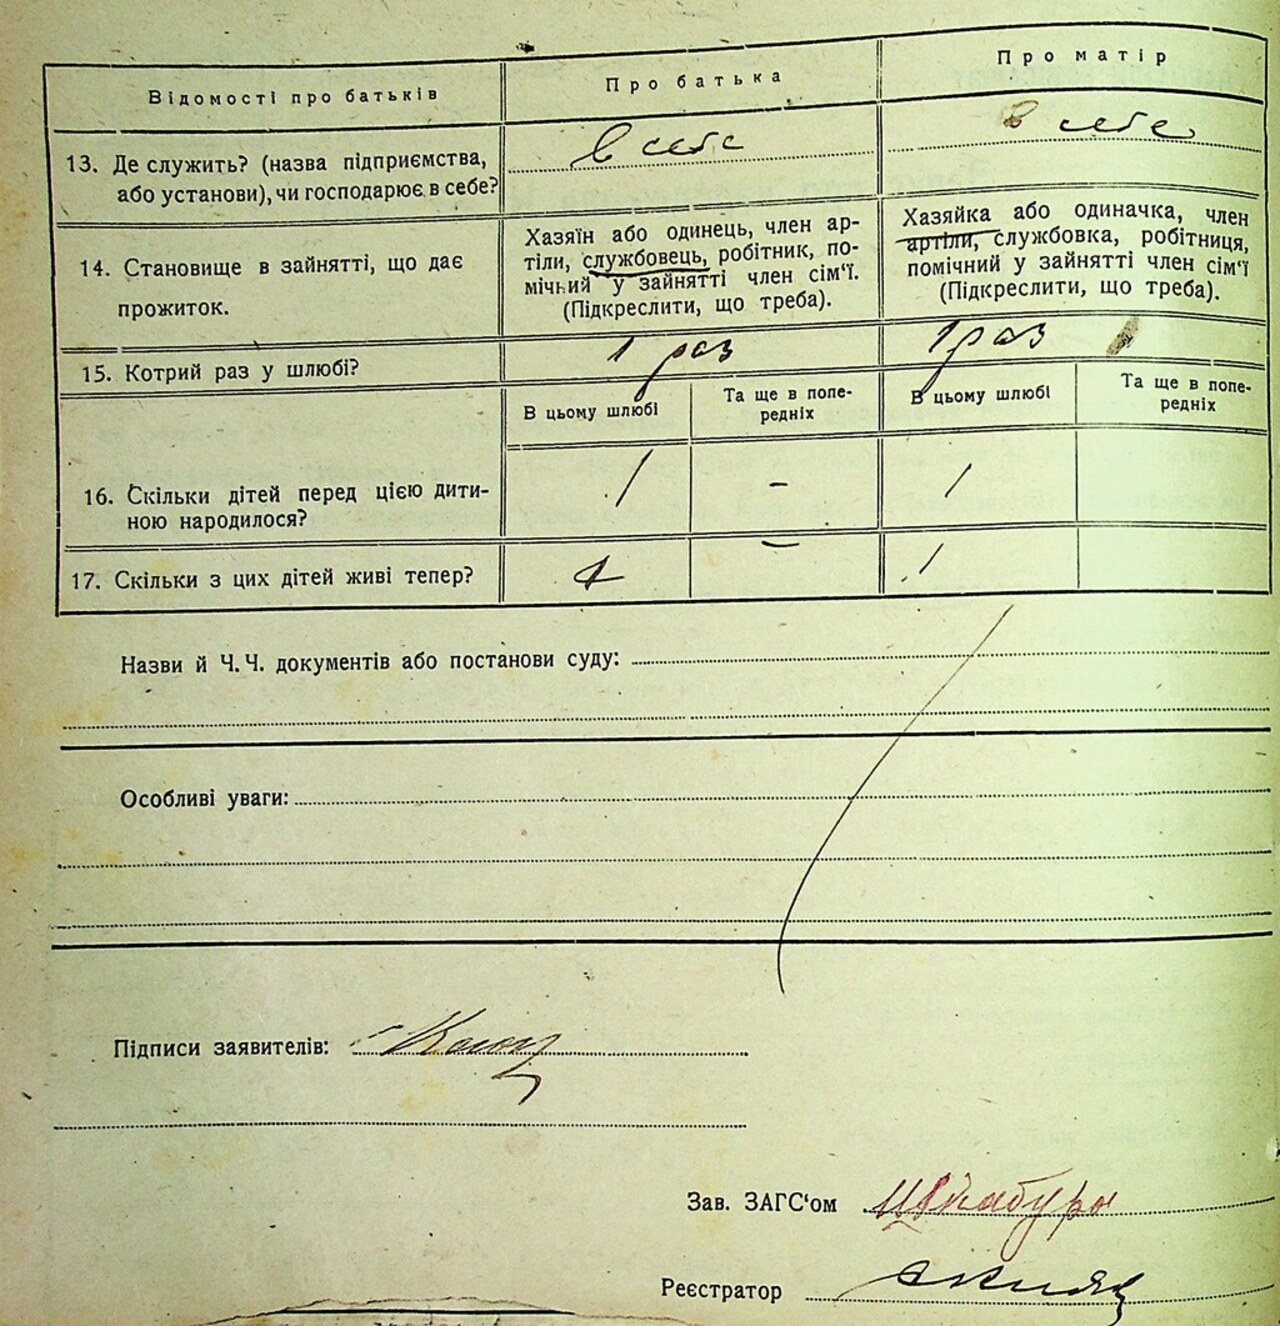 Відомості про батьків
Про батька
Про матір
13. Де служить? (назва підприємства,
або установи), чи господарює в себе?
в себе
в себе
14. Становище в зайнятті, що дає
прожиток.
Хазяїн або одинець, член ар-
тіли, службовець, робітник, по-
мічний у зайнятті член сім'ї.
(Підкреслити, що треба).
Хазяйка або одиначка, член
артіли, службовка, робітниця,
помічний у зайнятті член сім'ї
(Підкреслити, що треба).
15. Котрий раз у шлюбі?
1 раз
1 раз
В цьому шлюбі
Та ще в попе-
редніх
В цьому шлюбі
Та ще в попе-
редніх
16. Скільки дітей перед цією дити-
ною народилося?
1
-
1
17. Скільки з цих дітей живі тепер?
1
-
1
Назви й Ч. Ч. документів або постанови суду:
Особливі уваги:
Підписи заявителів:
Зав. ЗАГС'ом
Реєстратор